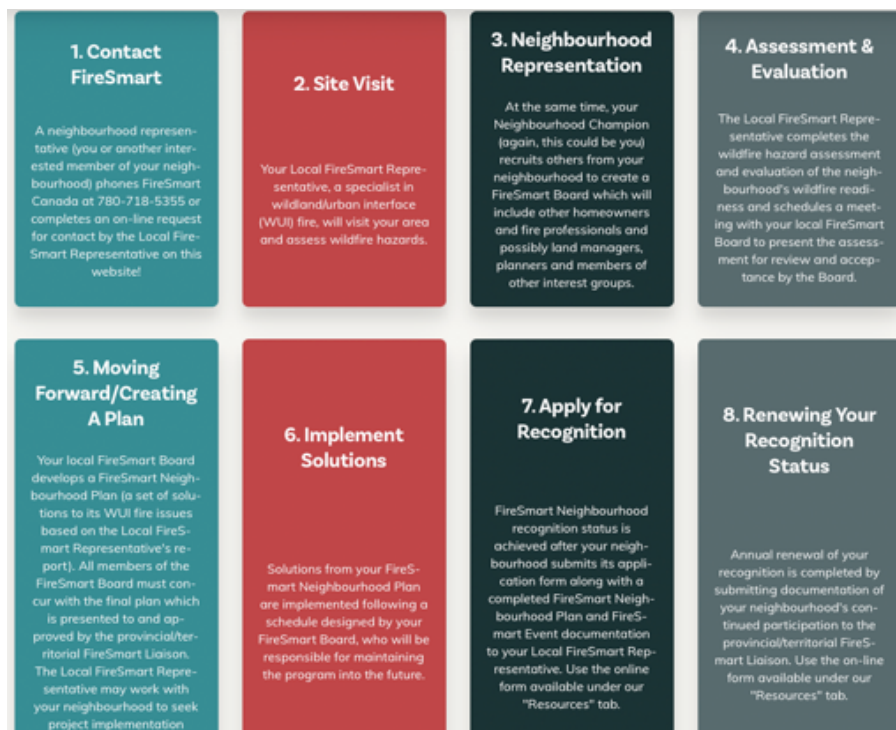 1. Contact
FireSmart
A neighbourhood represen-
tative (you or another inter-
ested member of your neigh-
bourhood) phones FireSmart
Canada at 780-718-5355 or
completes an on-line request
for contact by the Local Fire-
Smart Representative on this
website!
2. Site Visit
Your Local FireSmart Repre-
sentative, a specialist in
wildland/urban interface
(WUI) fire, will visit your area
and assess wildfire hazards.
3. Neighbourhood
Representation
At the same time, your
Neighbourhood Champion
(again, this could be you)
recruits others from your
neighbourhood to create a
FireSmart Board which will
include other homeowners
and fire professionals and
possibly land managers,
planners and members of
other interest groups.
4. Assessment &
Evaluation
The Local FireSmart Repre-
sentative completes the
wildfire hazard assessment
and evaluation of the neigh-
bourhood's wildfire readi-
ness and schedules a meet-
ing with your local FireSmart
Board to present the assess-
ment for review and accep-
tance by the Board.
5. Moving
Forward/Creating
A Plan
Your local FireSmart Board
develops a FireSmart Neigh-
bourhood Plan (a set of solu-
tions to its WUI fire issues
based on the Local FireS-
mart Representative's re-
port). All members of the
FireSmart Board must con-
cur with the final plan which
is presented to and ap-
proved by the provincial/ter-
ritorial FireSmart Liaison.
The Local FireSmart Repre-
sentative may work with
your neighbourhood to seek
project implementation
6. Implement
Solutions
Solutions from your FireS-
mart Neighbourhood Plan
are implemented following a
schedule designed by your
FireSmart Board, who will be
responsible for maintaining
the program into the future.
7. Apply for
Recognition
FireSmart Neighbourhood
recognition status is
achieved after your neigh-
bourhood submits its appli-
cation form along with a
completed FireSmart Neigh-
bourhood Plan and FireS-
mart Event documentation
to your Local FireSmart Rep-
resentative. Use the online
form available under our
"Resources" tab.
8. Renewing Your
Recognition
Status
Annual renewal of your
recognition is completed by
submitting documentation of
your neighbourhood's con-
tinued participation to the
provincial/territorial FireS-
mart Liaison. Use the on-line
form available under our
"Resources" tab.